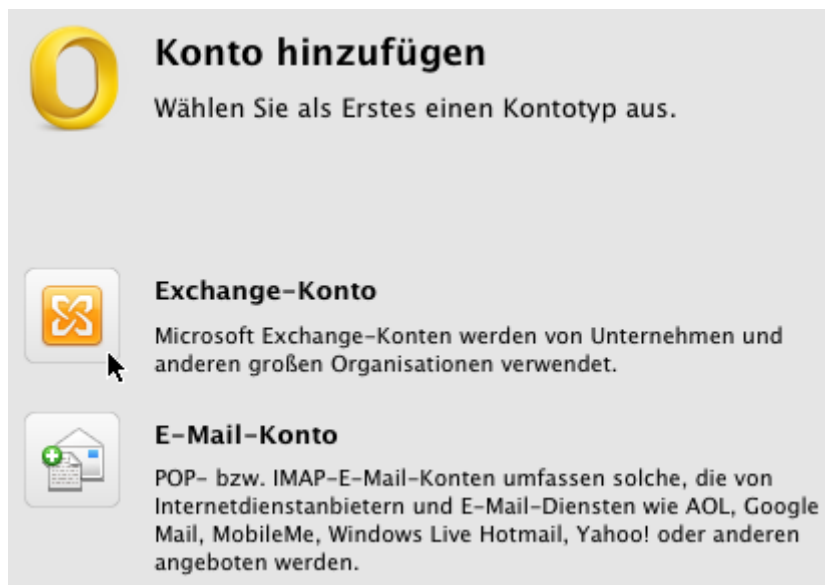 Konto hinzufügen
Wählen Sie als Erstes einen Kontotyp aus.
Exchange-Konto
Microsoft Exchange-Konten werden von Unternehmen und
anderen großen Organisationen verwendet.
E-Mail-Konto
POP- bzw. IMAP-E-Mail-Konten umfassen solche, die von
Internetdienstanbietern und E-Mail-Diensten wie AOL, Google
Mail, MobileMe, Windows Live Hotmail, Yahoo! oder anderen
angeboten werden.